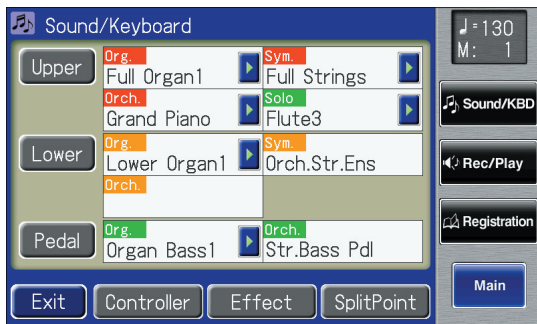 Sound/Keyboard
♩=130
M: 1
Upper
Org. Sym.
Full Organ1 Full Strings
Orch. Solo
Grand Piano Flute3
Lower
Org. Sym.
Lower Organ1 Orch.Str.Ens
Orch.
Pedal
Org. Orch.
Organ Bass1 Str.Bass Pdl
Exit Controller Effect SplitPoint
Sound/KBD
Rec/Play
Registration
Main